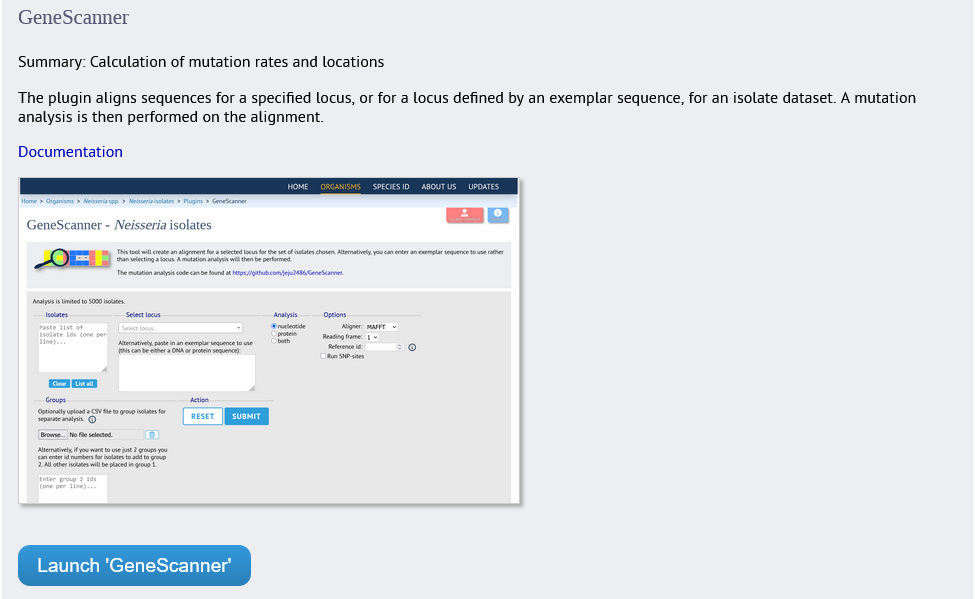 GeneScanner
Summary: Calculation of mutation rates and locations
The plugin aligns sequences for a specified locus, or for a locus defined by an exemplar sequence, for an isolate dataset. A mutation
analysis is then performed on the alignment.
Documentation
HOME ORGANISMS SPECIES ID ABOUT US UPDATES
Home > Organisms > Neisseria spp. > Neisseria isolates > Plugins > GeneScanner
GeneScanner - Neisseria isolates
This tool will create an alignment for a selected locus for the set of isolates chosen. Alternatively, you can enter an exemplar sequence to use rather
than selecting a locus. A mutation analysis will then be performed.
The mutation analysis code can be found at https://github.com/jeju2486/GeneScanner.
Analysis is limited to 5000 isolates.
Isolates
Paste list of
isolate ids (one per
line)...
Clear List all
Select locus
Select locus...
Alternatively, paste in an exemplar sequence to use
(this can be either a DNA or protein sequence):
Analysis
nucleotide
protein
both
Options
Aligner: MAFFT
Reading frame: 1
Reference id:
Run SNP-sites
Groups
Optionally upload a CSV file to group isolates for
separate analysis.
Browse... No file selected.
Alternatively, if you want to use just 2 groups you
can enter id numbers for isolates to add to group
2. All other isolates will be placed in group 1.
Enter group 2 ids
(one per line)...
Action
RESET SUBMIT
Launch 'GeneScanner'